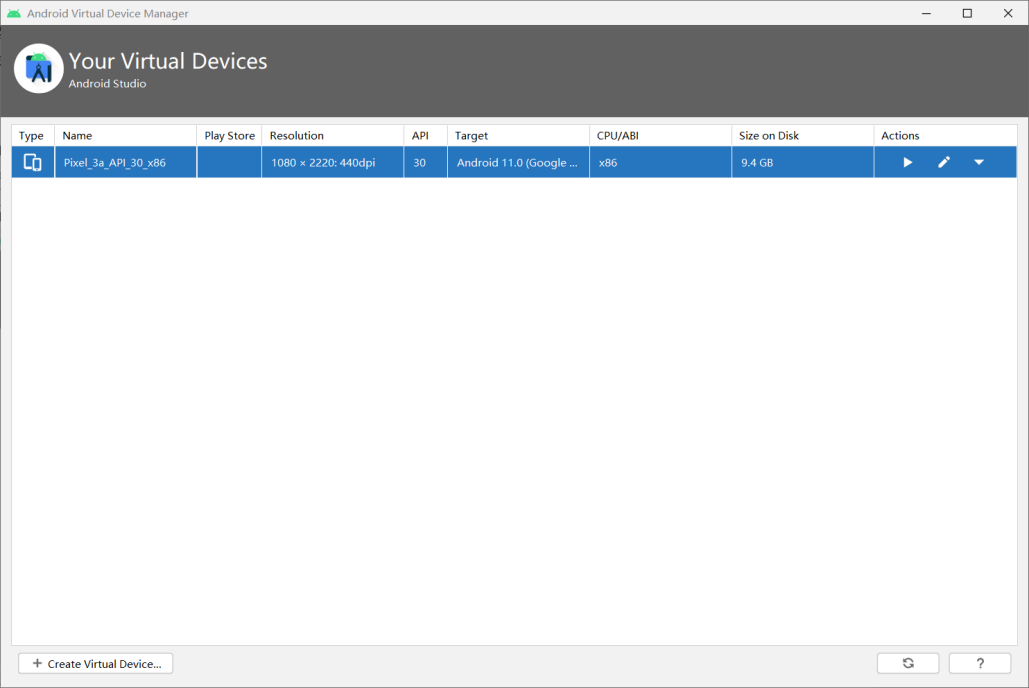 Android Virtual Device Manager
Your Virtual Devices
Android Studio
Type Name Play Store Resolution API Target CPU/ABI Size on Disk Actions
Pixel_3a_API_30_x86 1080 × 2220: 440dpi 30 Android 11.0 (Google ... x86 9.4 GB
+ Create Virtual Device... ?